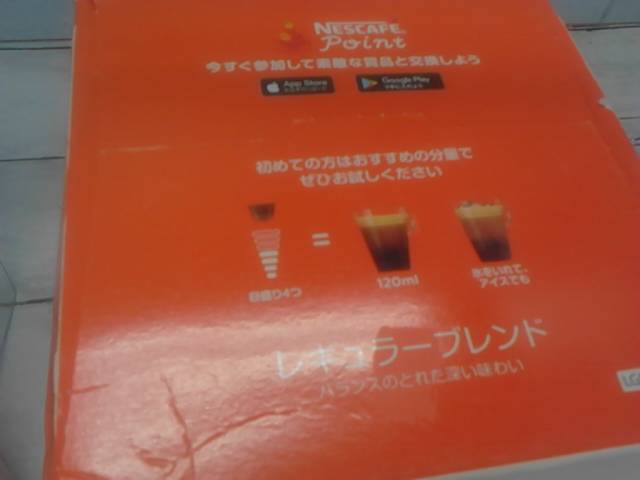 NESCAFÉ
Point
今すぐ参加して素敵な賞品と交換しよう
App Store
Google Play
初めての方はおすすめの分量で
ぜひお試しください
=
目盛り4つ
120ml
氷をいれて、
アイスでも
レギュラーブレンド
バランスのとれた深い味わい